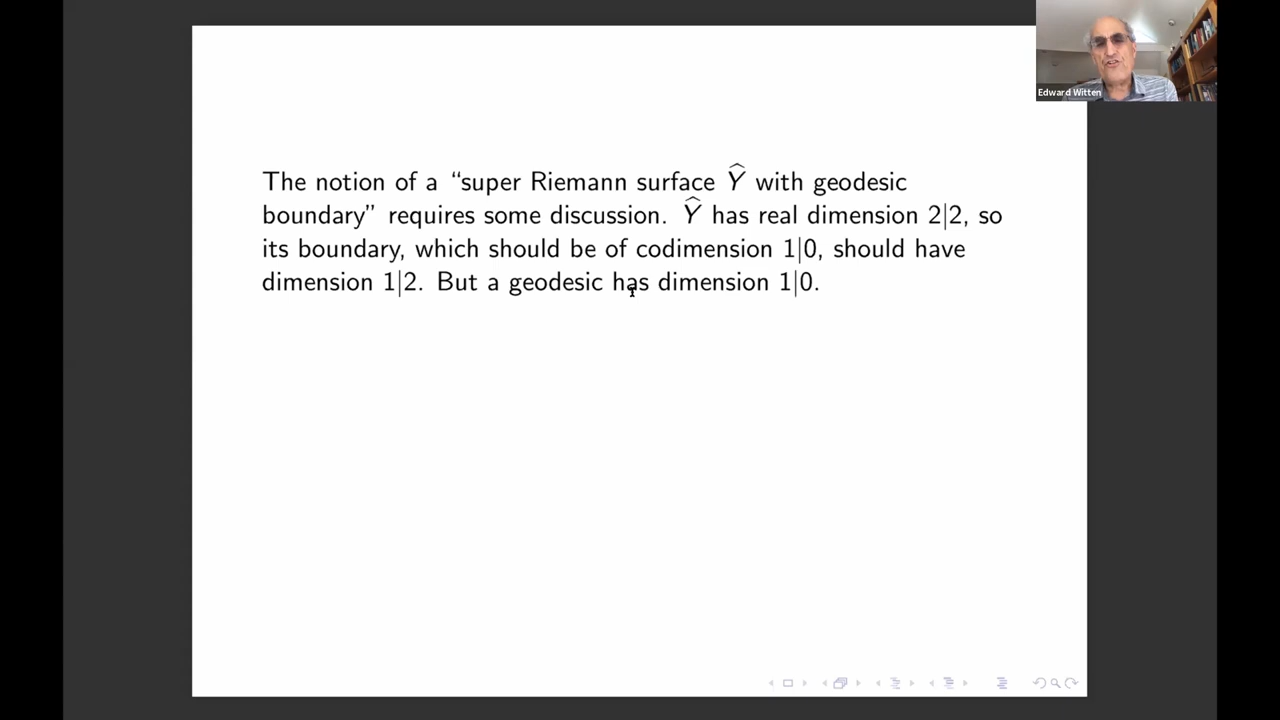 Edward Witten
The notion of a “super Riemann surface Ŷ with geodesic
boundary” requires some discussion. Ŷ has real dimension 2|2, so
its boundary, which should be of codimension 1|0, should have
dimension 1|2. But a geodesic has dimension 1|0.